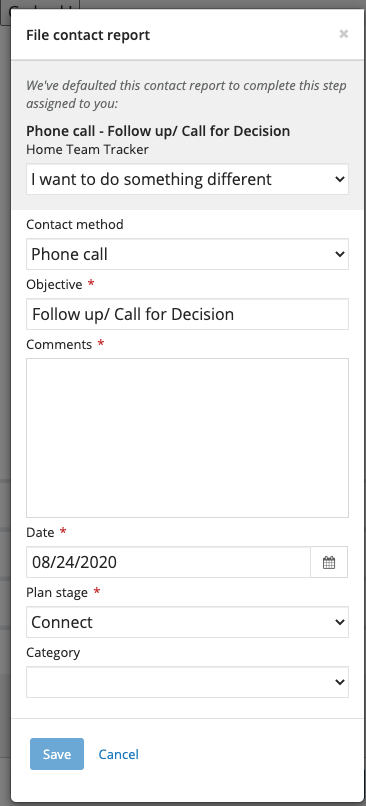 File contact report
×
We've defaulted this contact report to complete this step
assigned to you:
Phone call - Follow up/ Call for Decision
Home Team Tracker
I want to do something different
Contact method
Phone call
Objective *
Follow up/ Call for Decision
Comments *
Date *
08/24/2020
Plan stage *
Connect
Category
Save Cancel